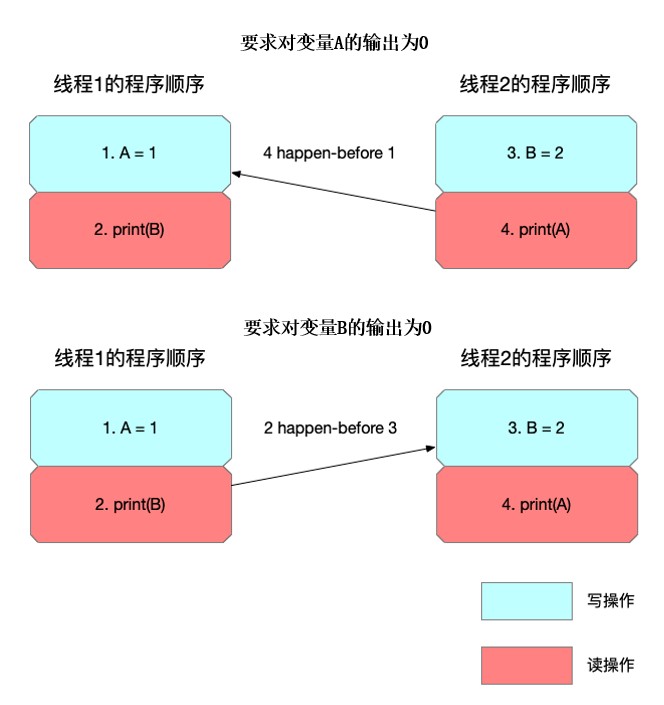 要求对变量A的输出为0
线程1的程序顺序
线程2的程序顺序
1. A = 1
4 happen-before 1
3. B = 2
2. print(B)
4. print(A)
要求对变量B的输出为0
线程1的程序顺序
线程2的程序顺序
1. A = 1
2 happen-before 3
3. B = 2
2. print(B)
4. print(A)
写操作
读操作